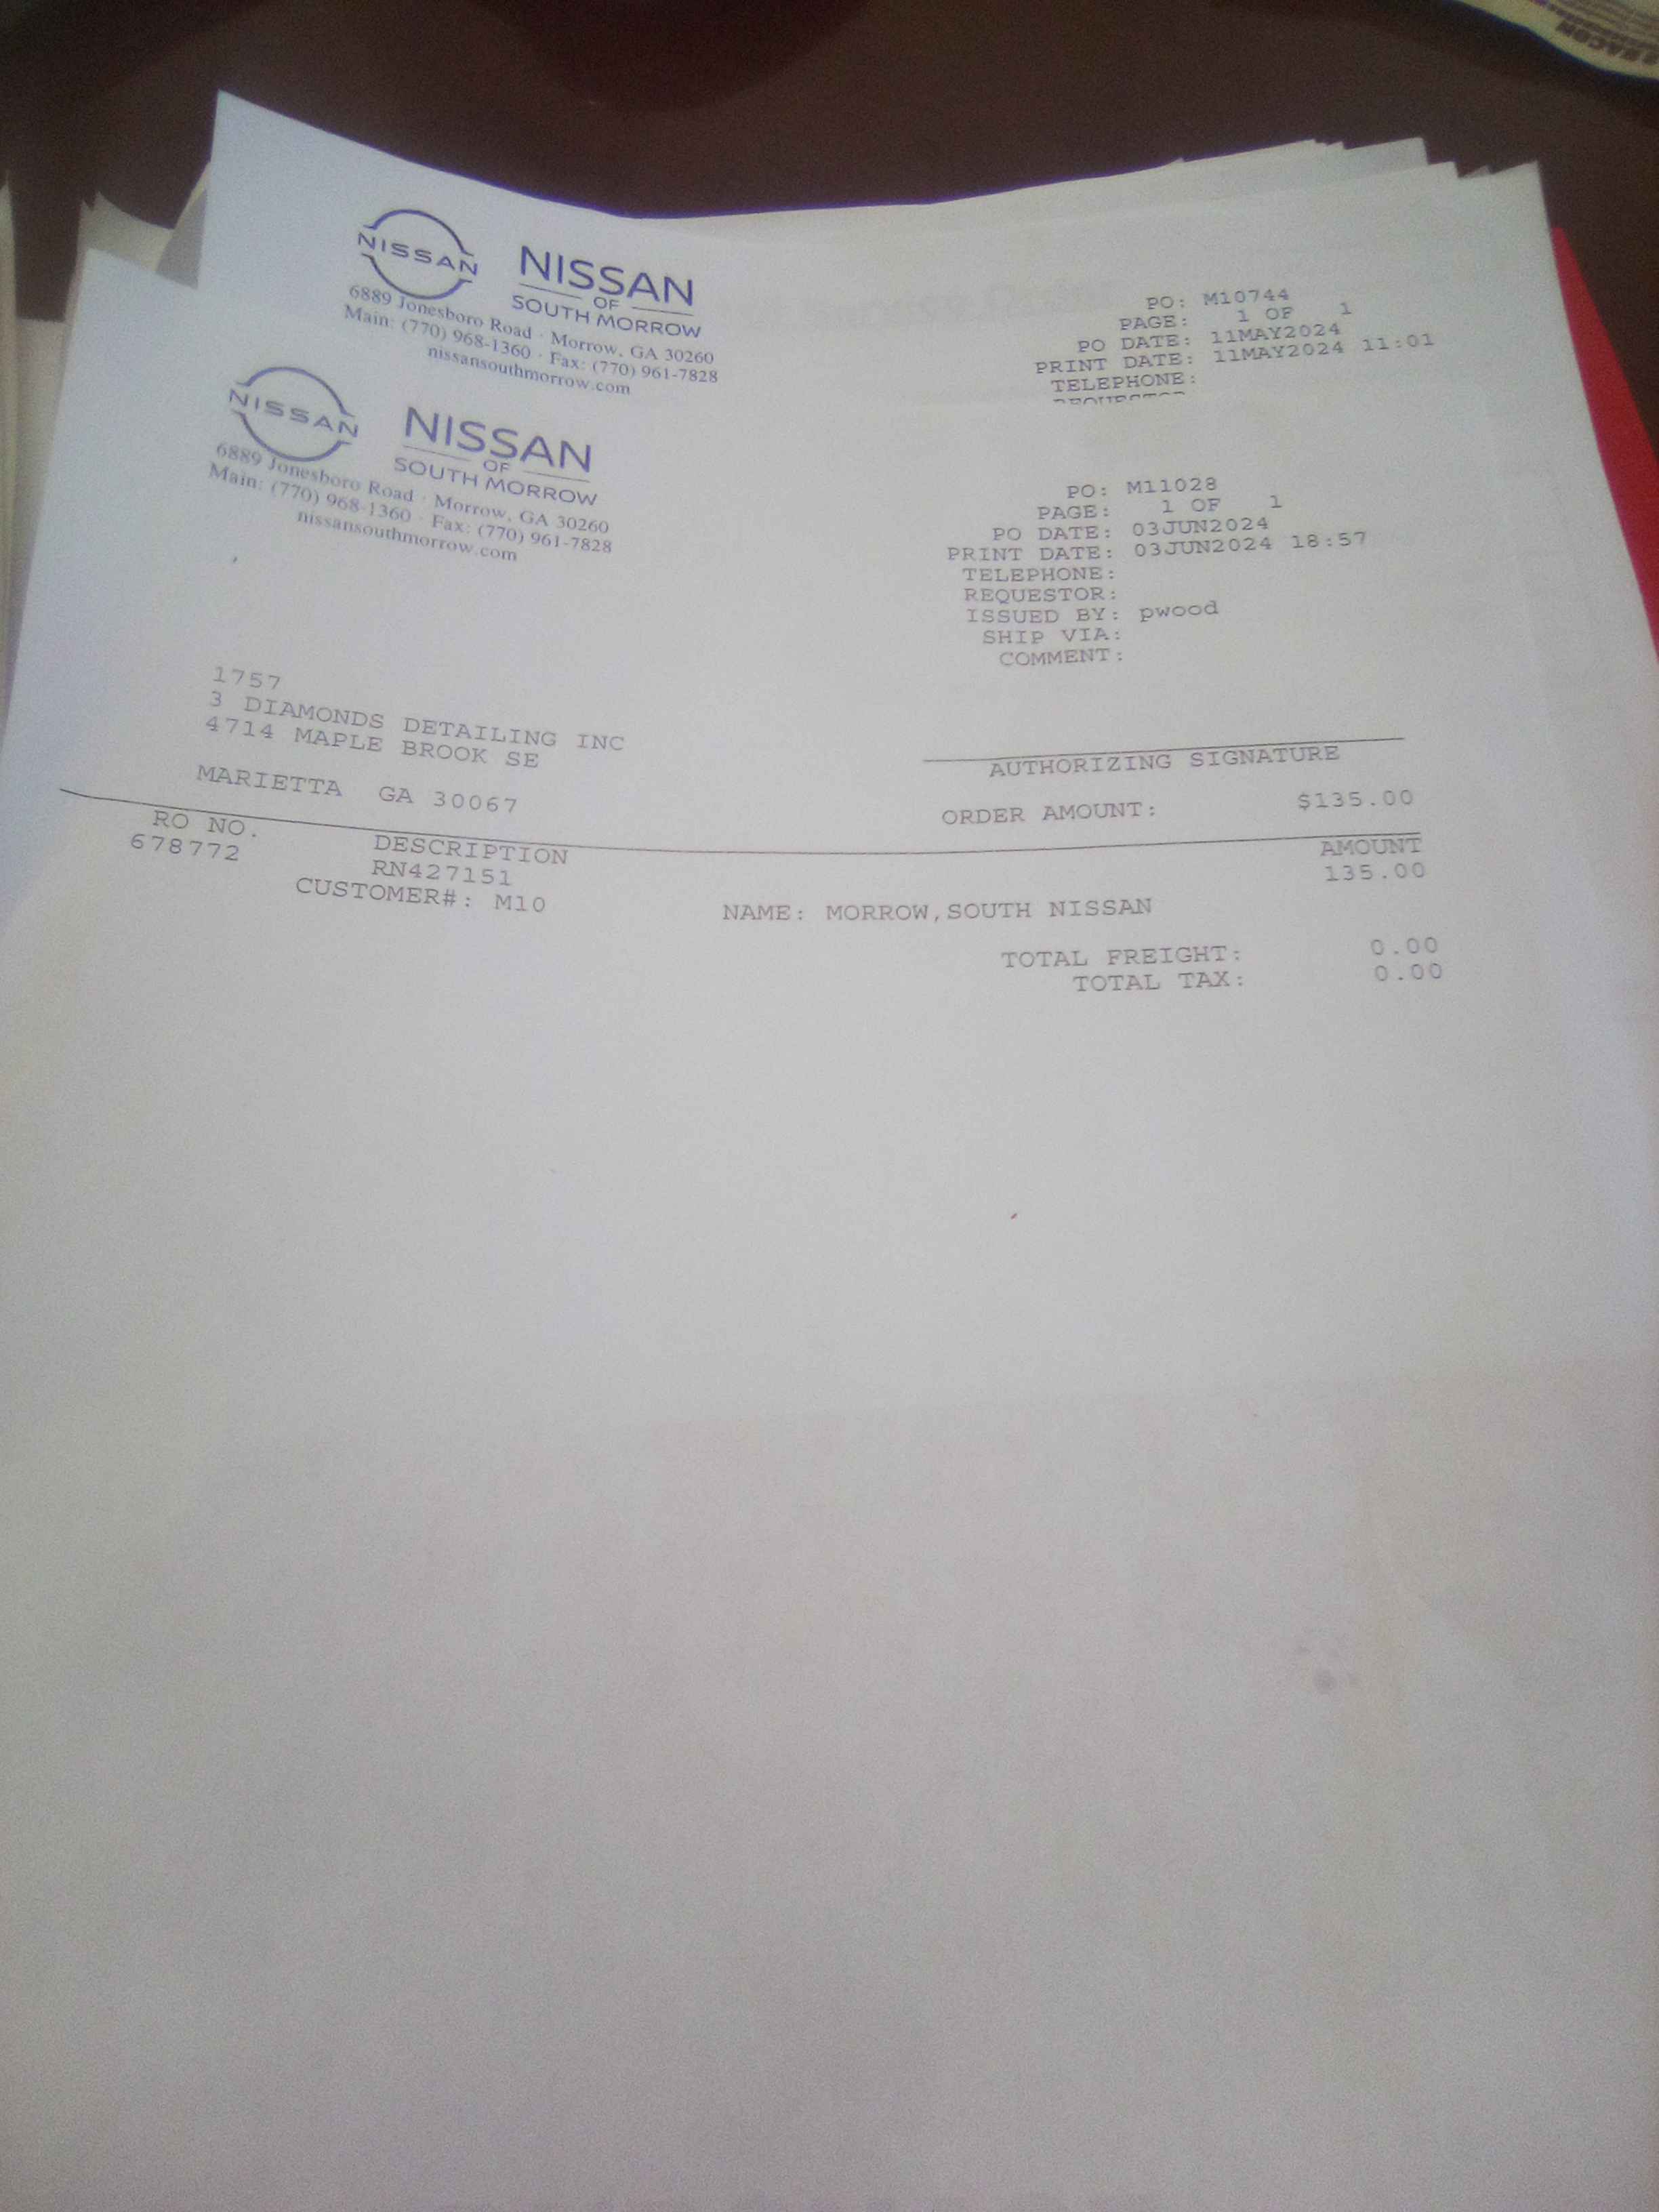 BACON
NISSAN
NISSAN
OF
SOUTH MORROW
6889 Jonesboro Road · Morrow, GA 30260
Main: (770) 968-1360 · Fax: (770) 961-7828
nissansouthmorrow.com
PO: M10744
PAGE: 1 OF 1
PO DATE: 11MAY2024
PRINT DATE: 11MAY2024 11:01
TELEPHONE:
REQUESTOR
NISSAN
NISSAN
OF
SOUTH MORROW
6889 Jonesboro Road · Morrow, GA 30260
Main: (770) 968-1360 · Fax: (770) 961-7828
nissansouthmorrow.com
PO: M11028
PAGE: 1 OF 1
PO DATE: 03JUN2024
PRINT DATE: 03JUN2024 18:57
TELEPHONE:
REQUESTOR:
ISSUED BY: pwood
SHIP VIA:
COMMENT:
1757
3 DIAMONDS DETAILING INC
4714 MAPLE BROOK SE
MARIETTA GA 30067
AUTHORIZING SIGNATURE
ORDER AMOUNT: $135.00
RO NO. DESCRIPTION AMOUNT
678772 RN427151 135.00
CUSTOMER#: M10 NAME: MORROW,SOUTH NISSAN
TOTAL FREIGHT: 0.00
TOTAL TAX: 0.00